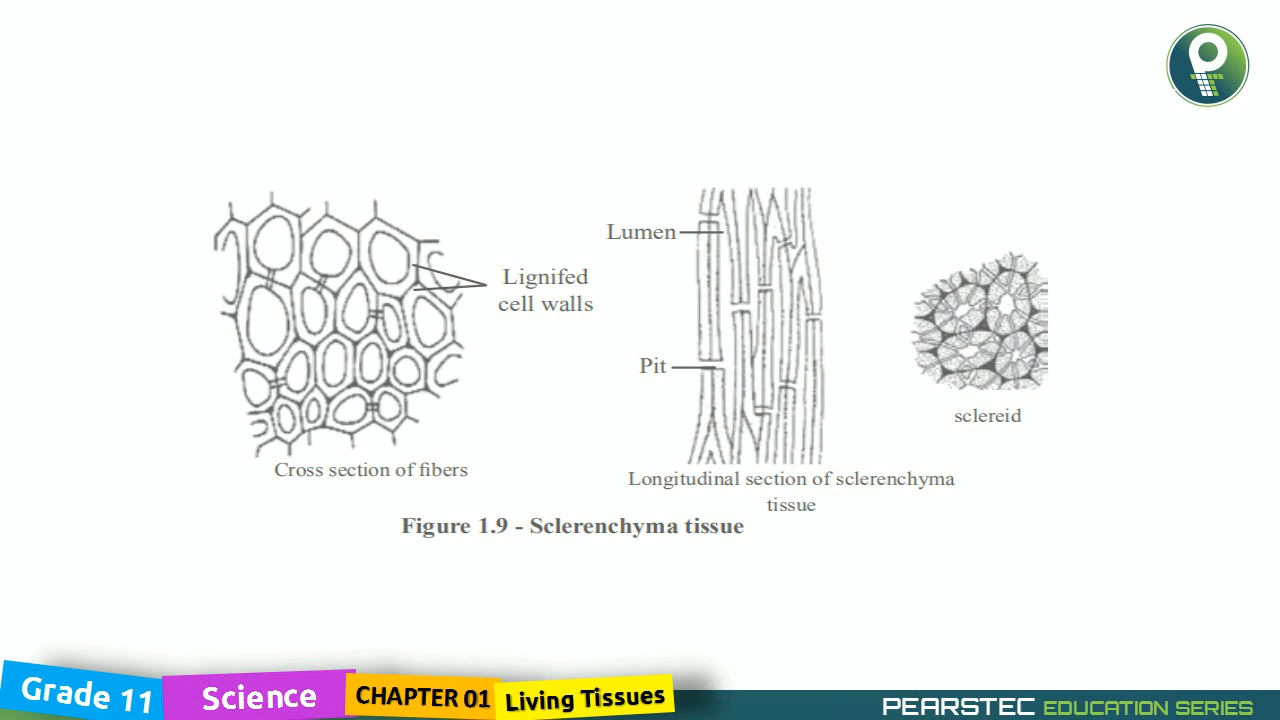 Lumen
Lignifed
cell walls
Pit
sclereid
Cross section of fibers
Longitudinal section of sclerenchyma
tissue
Figure 1.9 - Sclerenchyma tissue
Grade 11
Science
CHAPTER 01
Living Tissues
PEARSTEC EDUCATION SERIES